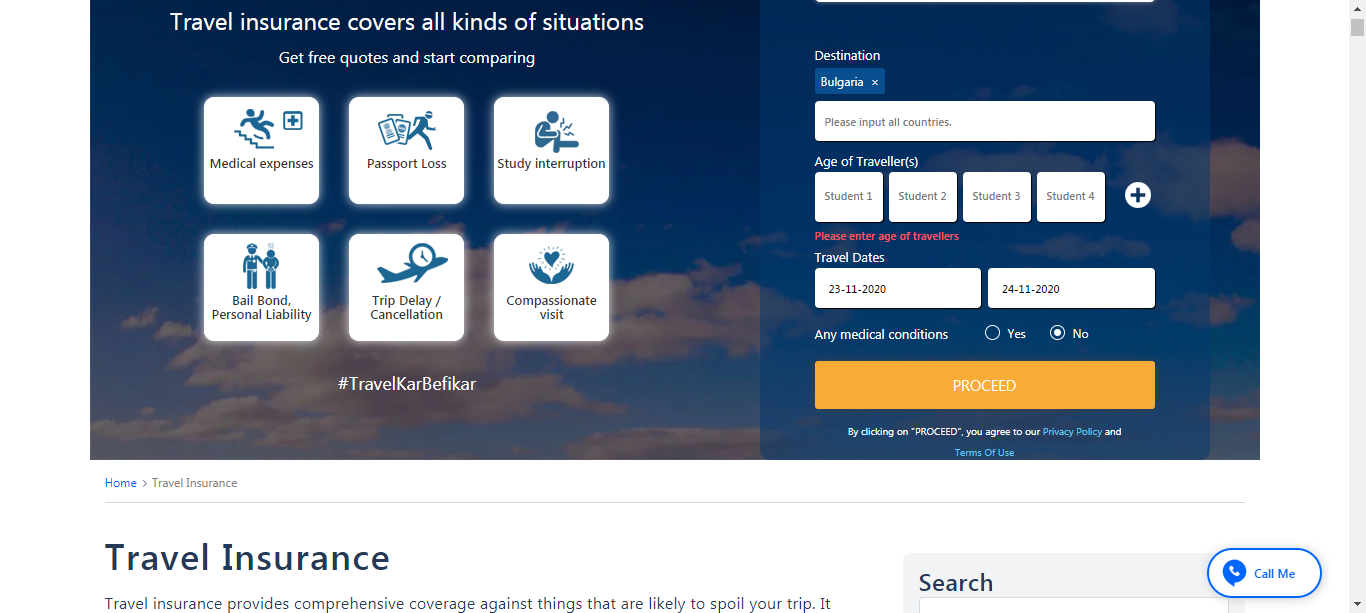 Travel insurance covers all kinds of situations
Get free quotes and start comparing
Medical expenses
Passport Loss
Study interruption
Bail Bond,
Personal Liability
Trip Delay /
Cancellation
Compassionate
visit
#TravelKarBefikar
Destination
Bulgaria ×
Please input all countries.
Age of Traveller(s)
Student 1
Student 2
Student 3
Student 4
Please enter age of travellers
Travel Dates
23-11-2020
24-11-2020
Any medical conditions
Yes
No
PROCEED
By clicking on "PROCEED", you agree to our Privacy Policy and
Terms Of Use
Home > Travel Insurance
Travel Insurance
Travel insurance provides comprehensive coverage against things that are likely to spoil your trip. It
Search
Call Me